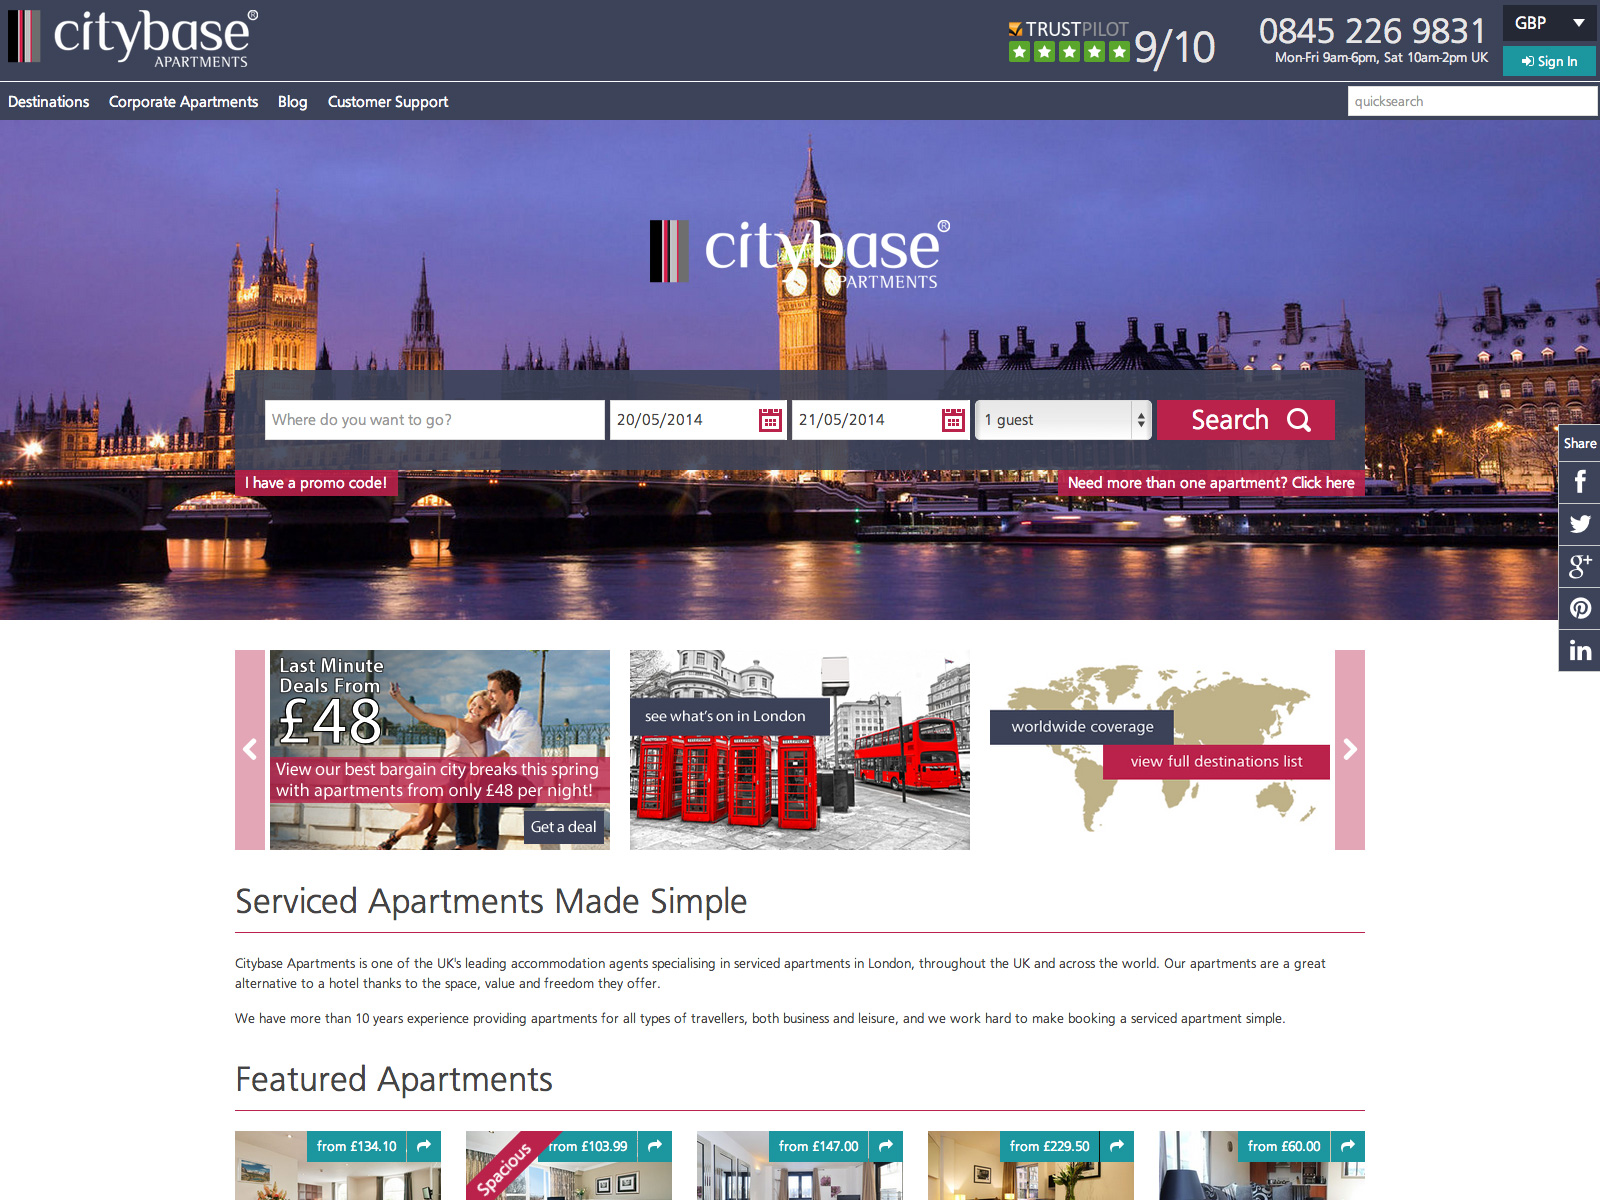 citybase®
APARTMENTS
TRUSTPILOT
9/10
0845 226 9831
Mon-Fri 9am-6pm, Sat 10am-2pm UK
GBP
Sign In
Destinations
Corporate Apartments
Blog
Customer Support
quicksearch
citybase®
APARTMENTS
Where do you want to go?
20/05/2014
21/05/2014
1 guest
Search
I have a promo code!
Need more than one apartment? Click here
Share
f
g+
in
Last Minute
Deals From
£48
View our best bargain city breaks this spring
with apartments from only £48 per night!
Get a deal
see what's on in London
TELEPHONE
TELEPHONE
TELEPHONE
worldwide coverage
view full destinations list
Serviced Apartments Made Simple
Citybase Apartments is one of the UK's leading accommodation agents specialising in serviced apartments in London, throughout the UK and across the world. Our apartments are a great
alternative to a hotel thanks to the space, value and freedom they offer.
We have more than 10 years experience providing apartments for all types of travellers, both business and leisure, and we work hard to make booking a serviced apartment simple.
Featured Apartments
from £134.10
Spacious
from £103.99
from £147.00
from £229.50
from £60.00